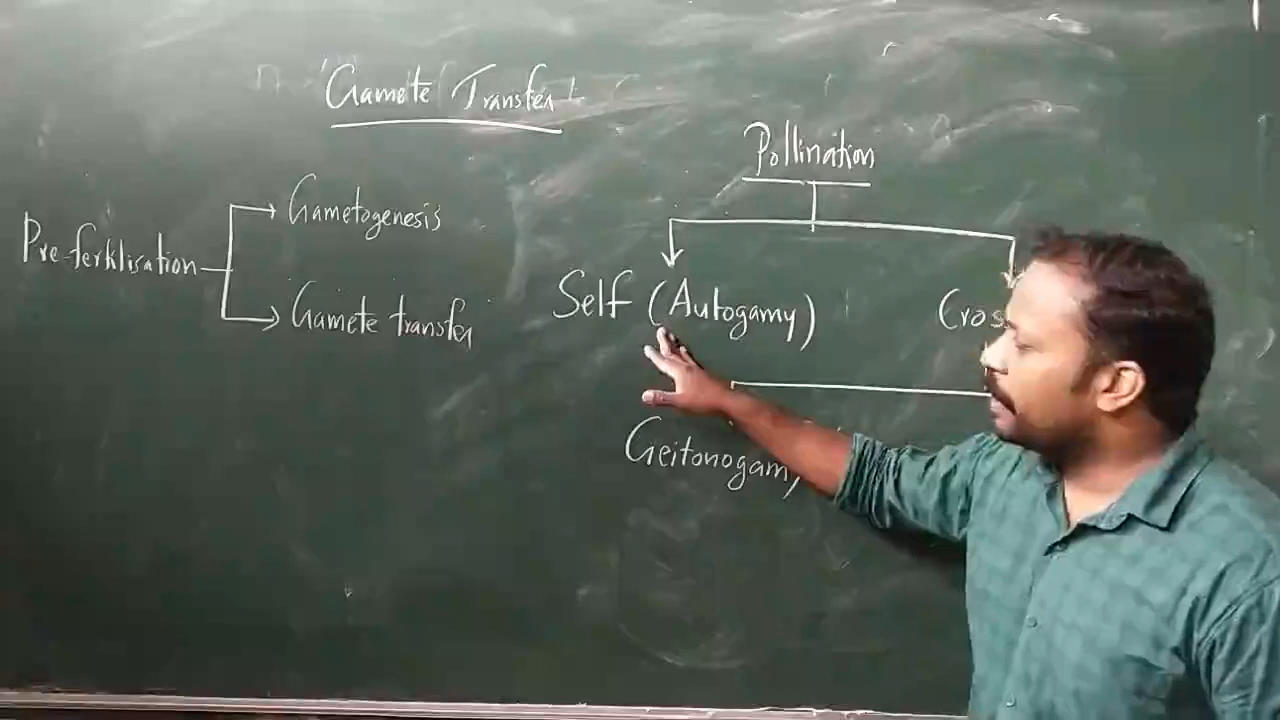 'Gamete Transfer'
Pre-fertilisation
Gametogenesis
Gamete transfer
Pollination
Self (Autogamy)
Cros
Geitonogamy